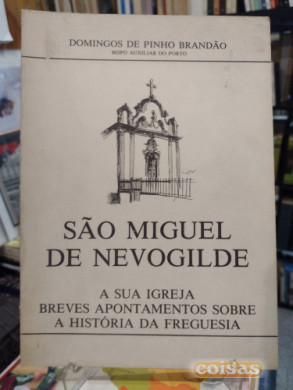 DOMINGOS DE PINHO BRANDÃO
BISPO AUXILIAR DO PORTO
SÃO MIGUEL
DE NEVOGILDE
A SUA IGREJA
BREVES APONTAMENTOS SOBRE
A HISTÓRIA DA FREGUESIA
coisas